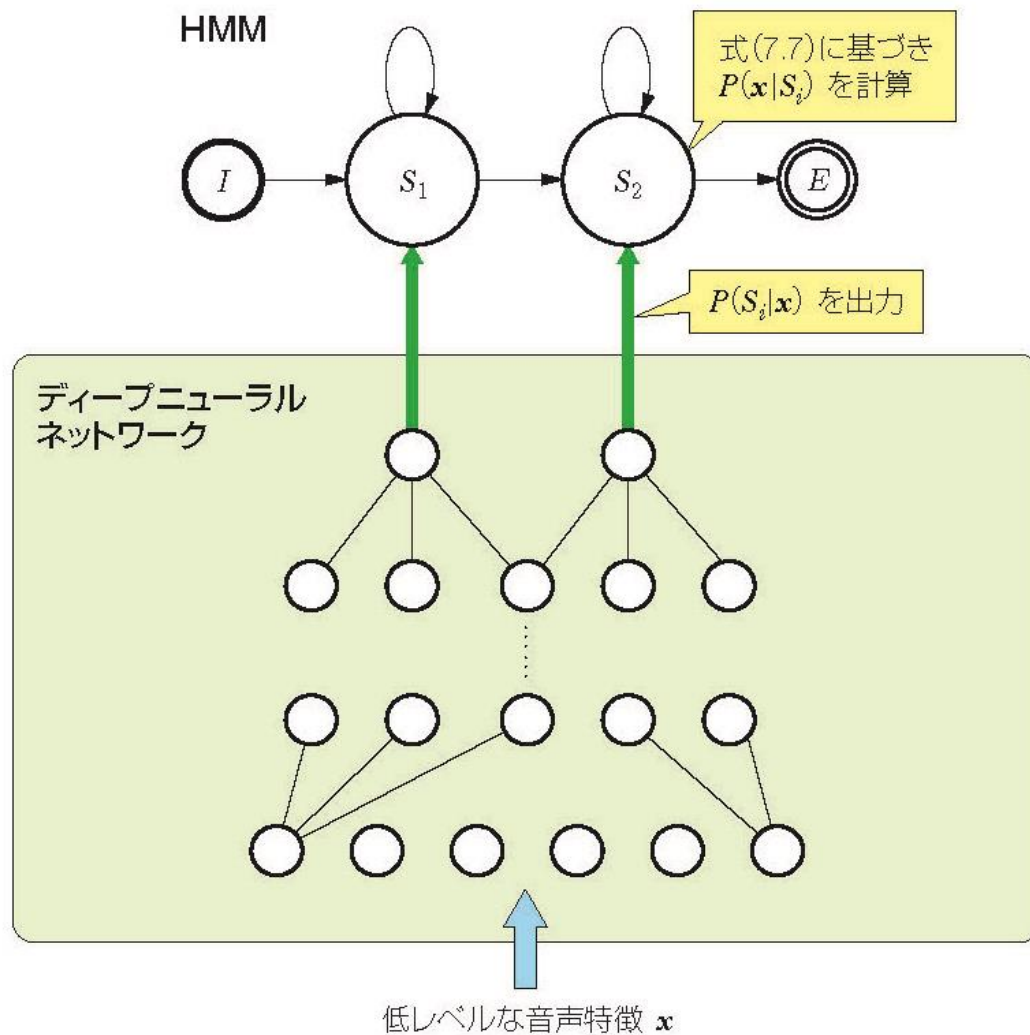 HMM
式(7.7)に基づき
P(x|Sᵢ) を計算
I
S₁
S₂
E
P(Sᵢ|x) を出力
ディープニューラル
ネットワーク
低レベルな音声特徴 x